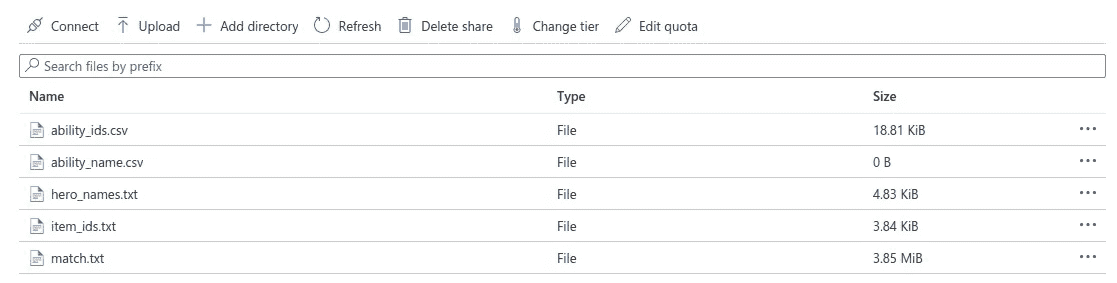 Connect Upload Add directory Refresh Delete share Change tier Edit quota
Search files by prefix
Name Type Size
ability_ids.csv File 18.81 KiB
ability_name.csv File 0 B
hero_names.txt File 4.83 KiB
item_ids.txt File 3.84 KiB
match.txt File 3.85 MiB